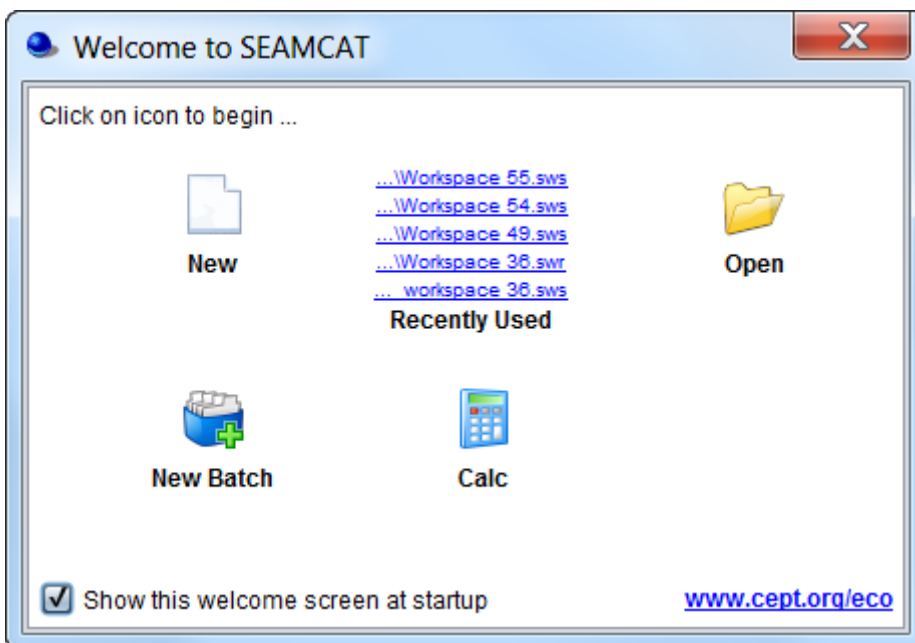 Welcome to SEAMCAT
Click on icon to begin ...
...\Workspace 55.sws
...\Workspace 54.sws
...\Workspace 49.sws
...\Workspace 36.swr
... workspace 36.sws
New
Recently Used
Open
New Batch
Calc
Show this welcome screen at startup
www.cept.org/eco